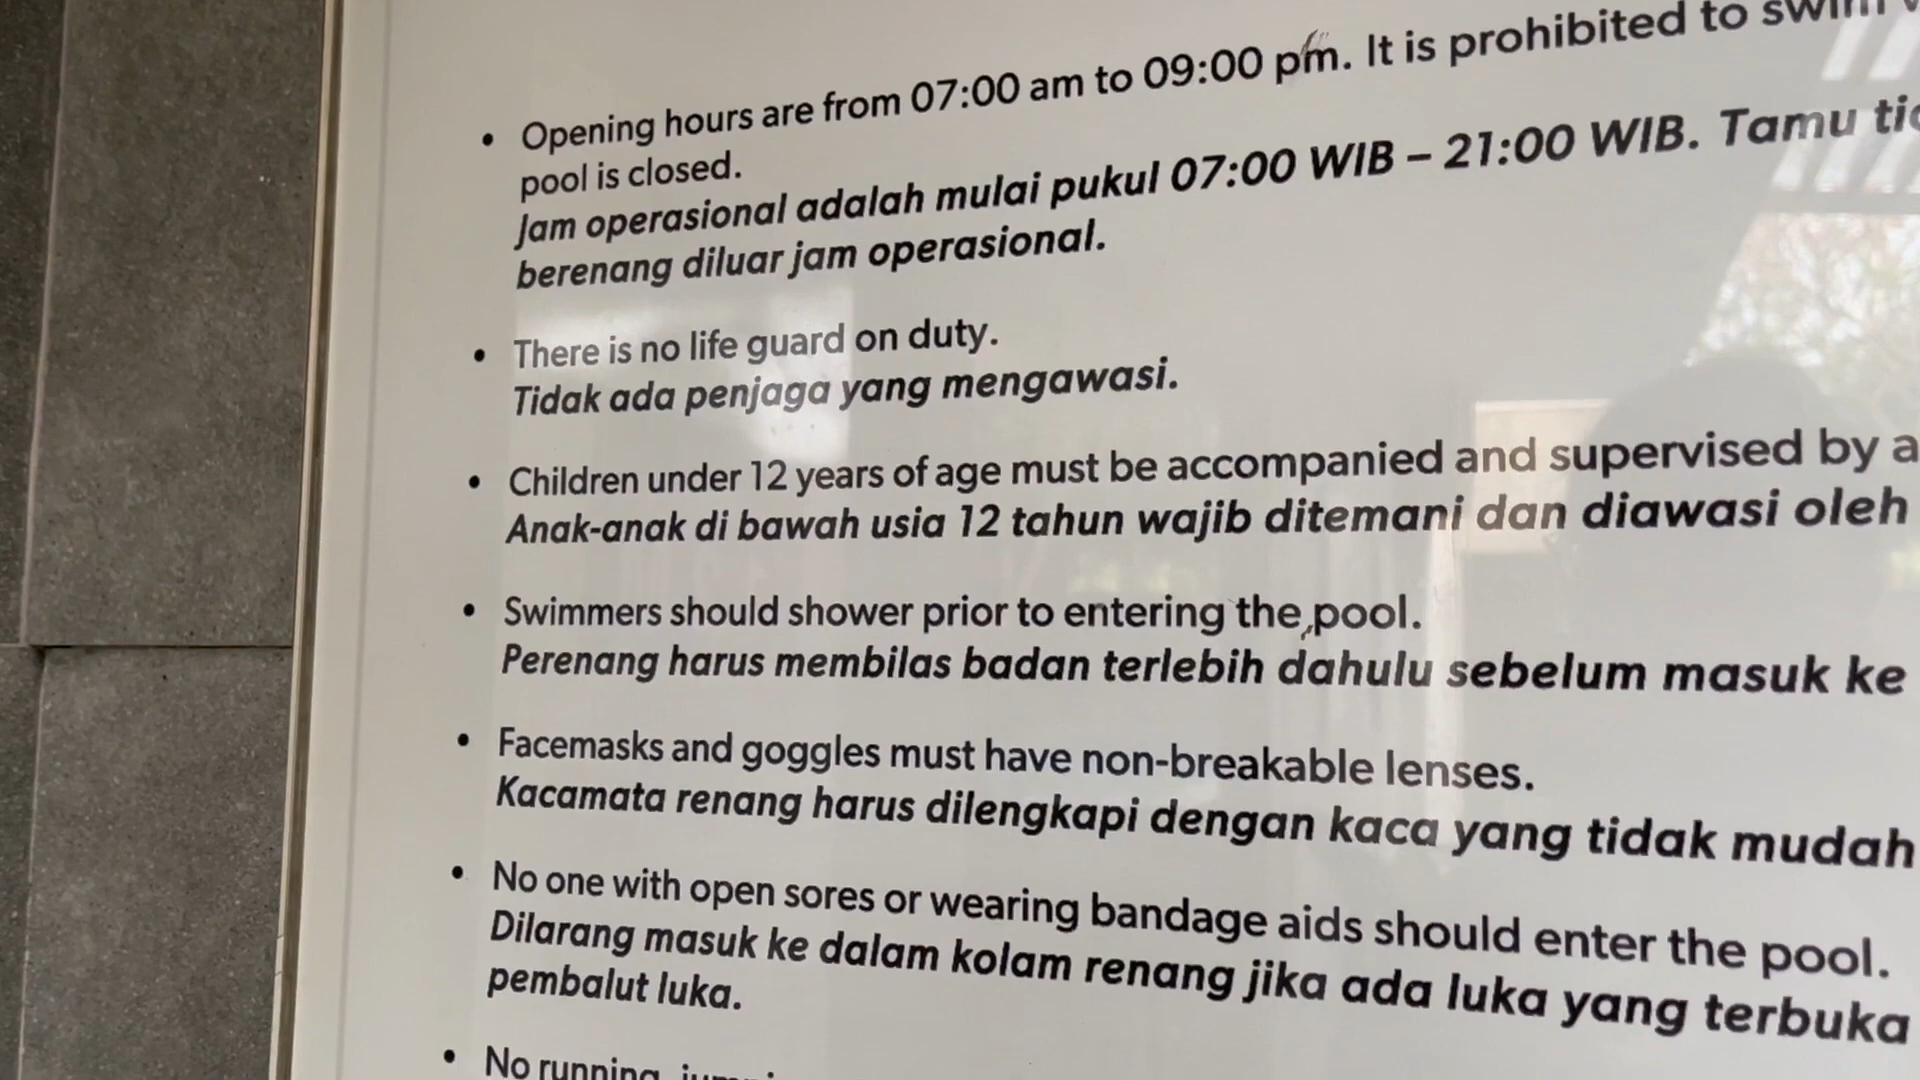 • Opening hours are from 07:00 am to 09:00 pm. It is prohibited to swim
pool is closed.
Jam operasional adalah mulai pukul 07:00 WIB – 21:00 WIB. Tamu
berenang diluar jam operasional.
• There is no life guard on duty.
Tidak ada penjaga yang mengawasi.
• Children under 12 years of age must be accompanied and supervised by a
Anak-anak di bawah usia 12 tahun wajib ditemani dan diawasi oleh
• Swimmers should shower prior to entering the pool.
Perenang harus membilas badan terlebih dahulu sebelum masuk ke
• Facemasks and goggles must have non-breakable lenses.
Kacamata renang harus dilengkapi dengan kaca yang tidak mudah
• No one with open sores or wearing bandage aids should enter the pool.
Dilarang masuk ke dalam kolam renang jika ada luka yang terbuka
pembalut luka.
• No running,